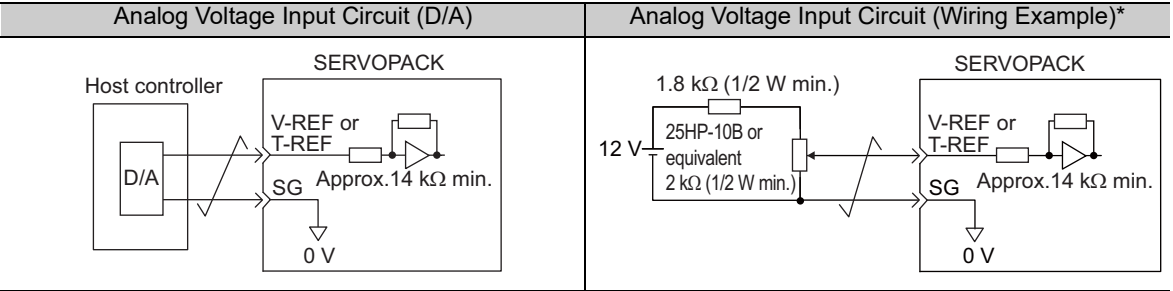 Analog Voltage Input Circuit (D/A)
Analog Voltage Input Circuit (Wiring Example)*
SERVOPACK
Host controller
V-REF or
T-REF
D/A
SG
Approx.14 kΩ min.
0 V
SERVOPACK
1.8 kΩ (1/2 W min.)
12 V
25HP-10B or
equivalent
2 kΩ (1/2 W min.)
V-REF or
T-REF
SG
Approx.14 kΩ min.
0 V